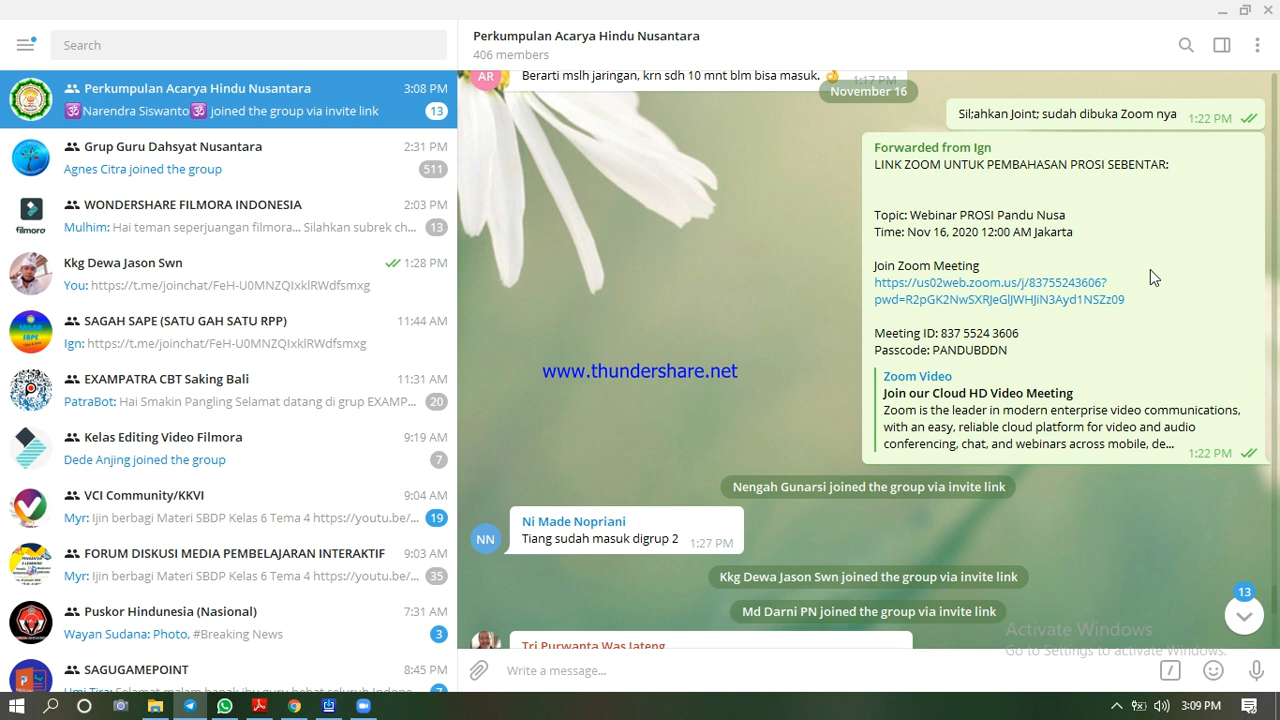 Search
Perkumpulan Acarya Hindu Nusantara 3:08 PM
🕉Narendra Siswanto🕉 joined the group via invite link 13
Grup Guru Dahsyat Nusantara 2:31 PM
Agnes Citra joined the group 511
WONDERSHARE FILMORA INDONESIA 2:03 PM
Mulhim: Hai teman seperjuangan filmora... Silahkan subrek ch... 13
filmora
Kkg Dewa Jason Swn 1:28 PM
You: https://t.me/joinchat/FeH-U0MNZQIxklRWdfsmxg
SAGAH SAPE (SATU GAH SATU RPP) 11:44 AM
Ign: https://t.me/joinchat/FeH-U0MNZQIxklRWdfsmxg
EXAMPATRA CBT Saking Bali 11:31 AM
PatraBot: Hai Smakin Pangling Selamat datang di grup EXAMP... 20
Kelas Editing Video Filmora 9:19 AM
Dede Anjing joined the group 7
VCI Community/KKVI 9:04 AM
Myr: Ijin berbagi Materi SBDP Kelas 6 Tema 4 https://youtu.be/... 19
FORUM DISKUSI MEDIA PEMBELAJARAN INTERAKTIF 9:03 AM
Myr: Ijin berbagi Materi SBDP Kelas 6 Tema 4 https://youtu.be/... 35
Puskor Hindunesia (Nasional) 7:31 AM
Wayan Sudana: Photo, #Breaking News 3
SAGUGAMEPOINT 8:45 PM
Perkumpulan Acarya Hindu Nusantara
406 members
AR
Berarti mslh jaringan, krn sdh 10 mnt blm bisa masuk. 👌 1:17 PM
November 16
Sil;ahkan Joint; sudah dibuka Zoom nya 1:22 PM
Forwarded from Ign
LINK ZOOM UNTUK PEMBAHASAN PROSI SEBENTAR:
Topic: Webinar PROSI Pandu Nusa
Time: Nov 16, 2020 12:00 AM Jakarta
Join Zoom Meeting
https://us02web.zoom.us/j/83755243606?
pwd=R2pGK2NwSXRJeGlJWHJiN3Ayd1NSZz09
Meeting ID: 837 5524 3606
Passcode: PANDUBDDN
Zoom Video
Join our Cloud HD Video Meeting
Zoom is the leader in modern enterprise video communications,
with an easy, reliable cloud platform for video and audio
conferencing, chat, and webinars across mobile, de...
1:22 PM
www.thundershare.net
Nengah Gunarsi joined the group via invite link
NN
Ni Made Nopriani
Tiang sudah masuk digrup 2 1:27 PM
Kkg Dewa Jason Swn joined the group via invite link
Md Darni PN joined the group via invite link
13
Tri Purwanta Was Jateng
Activate Windows
Go to Settings to activate Windows.
Write a message...
3:09 PM